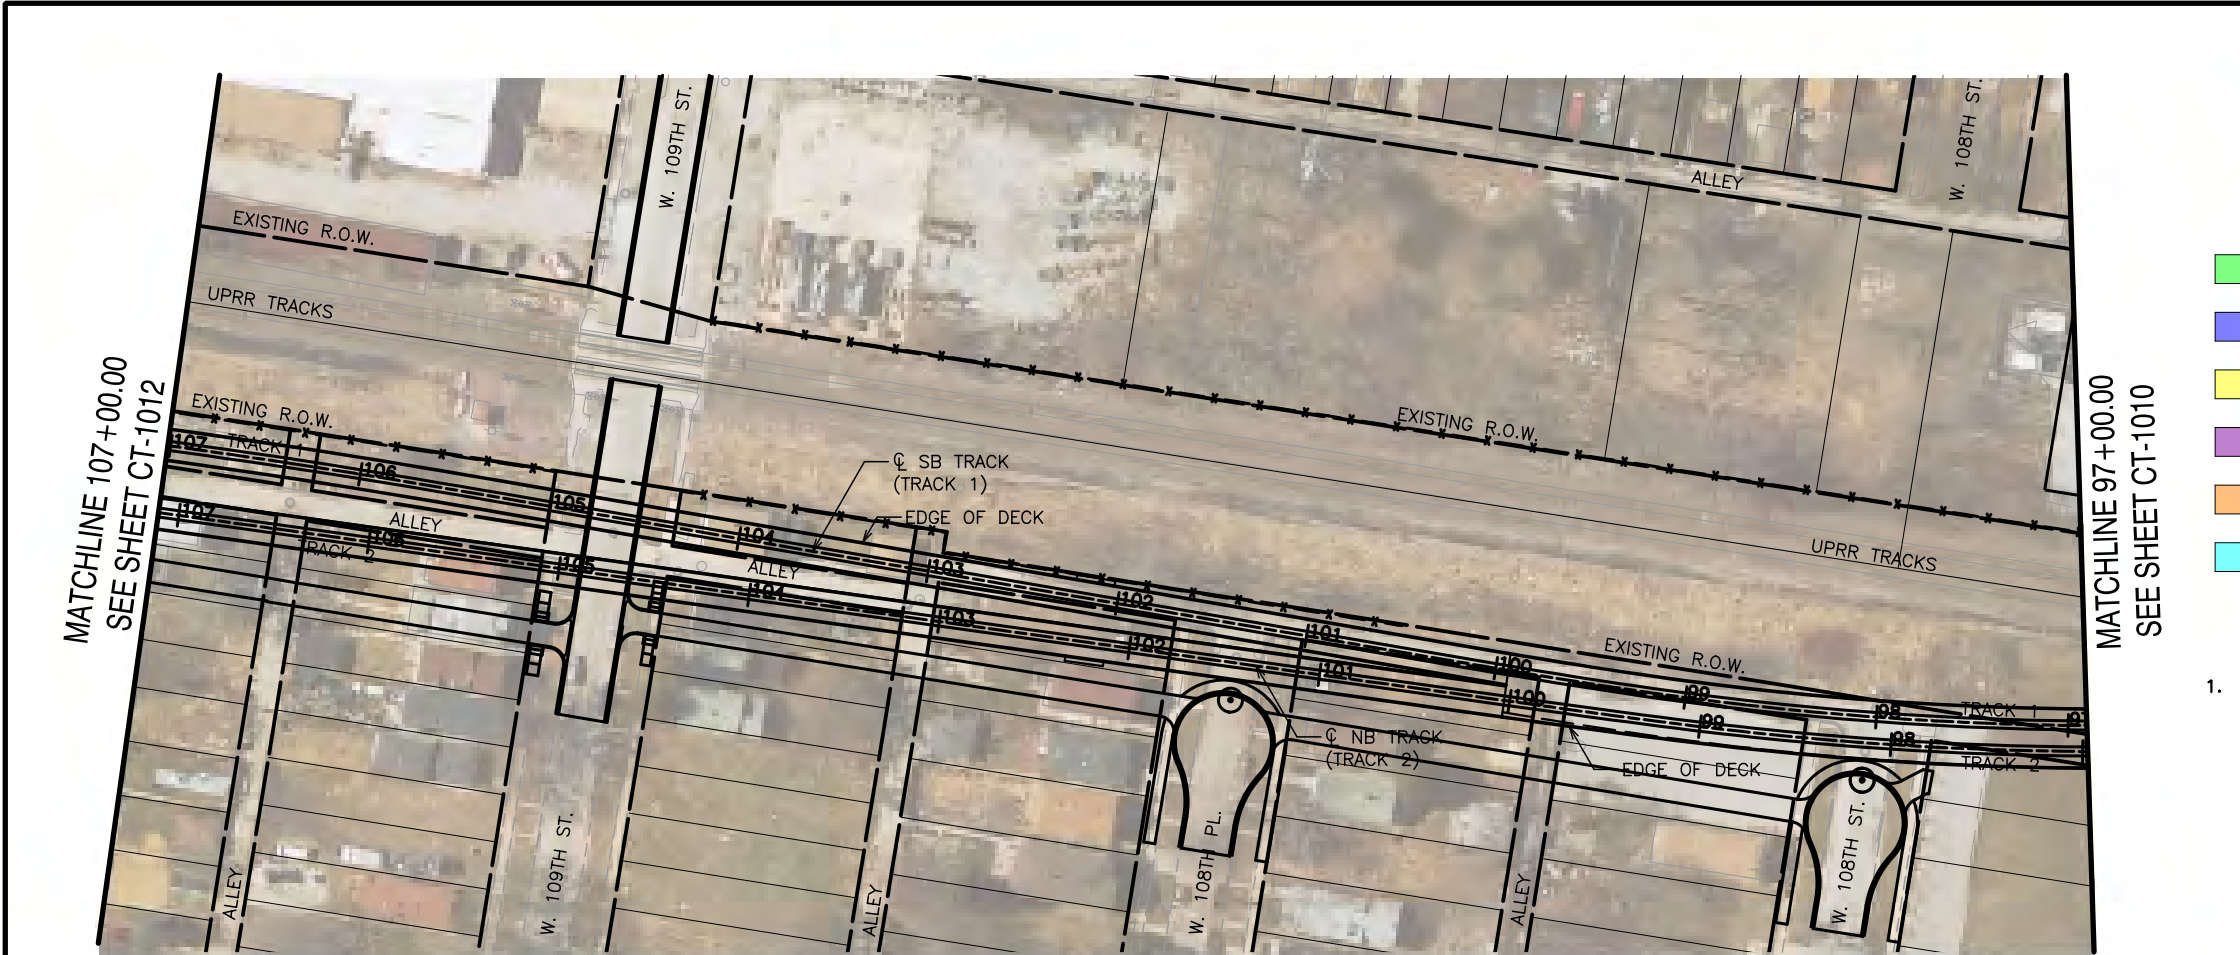 W. 109TH ST.
W. 108TH ST.
ALLEY
EXISTING R.O.W.
UPRR TRACKS
MATCHLINE 107+00.00
SEE SHEET CT-1012
EXISTING R.O.W.
107
TRACK 1
106
105
℄ SB TRACK
(TRACK 1)
EDGE OF DECK
104
103
102
101
100
99
98
TRACK 1
EXISTING R.O.W.
UPRR TRACKS
EXISTING R.O.W.
MATCHLINE 97+00.00
SEE SHEET CT-1010
107
ALLEY
106
TRACK 2
105
ALLEY
104
103
102
101
100
99
98
TRACK 2
℄ NB TRACK
(TRACK 2)
EDGE OF DECK
1.
ALLEY
W. 109TH ST.
ALLEY
W. 108TH PL.
ALLEY
W. 108TH ST.